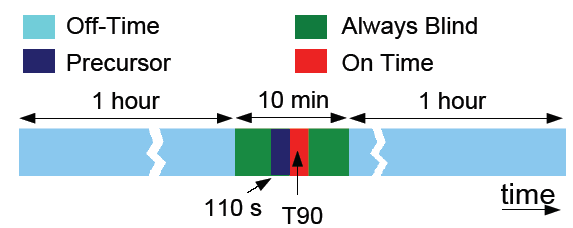 Off-Time Always Blind
Precursor On Time
1 hour 10 min 1 hour
110 s T90 time